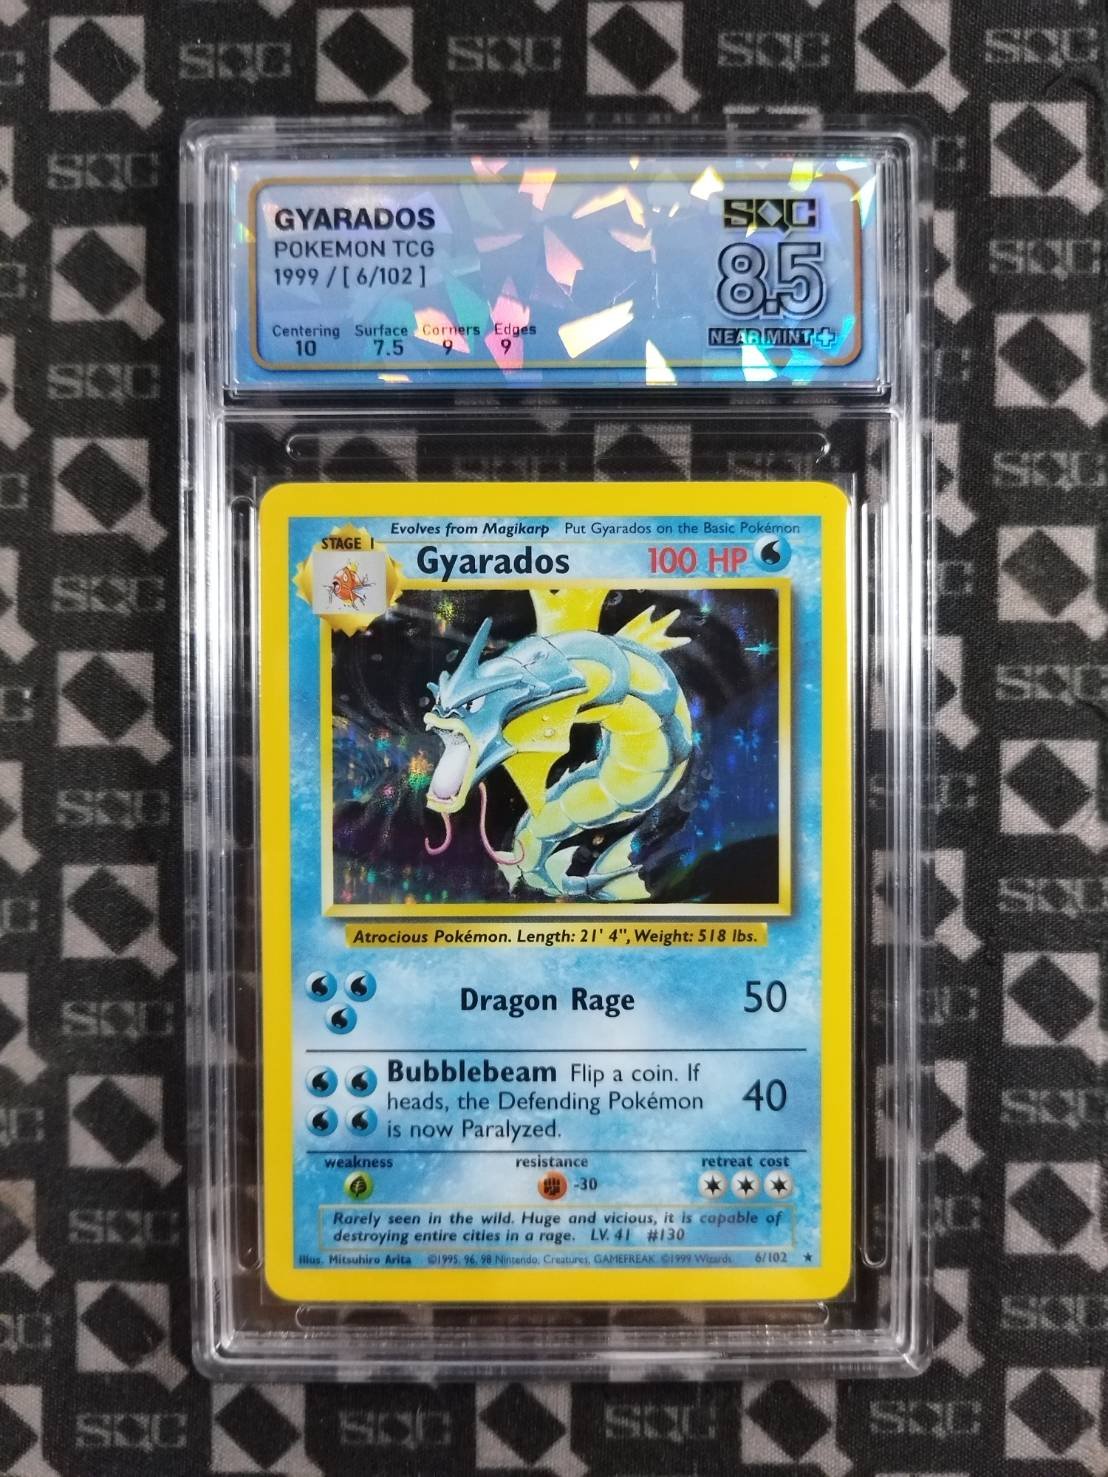 GYARADOS
POKEMON TCG
1999 / [ 6/102 ]
Centering Surface Corners Edges
10 7.5 9 9
SQC
8.5
NEAR MINT+
Evolves from Magikarp Put Gyarados on the Basic Pokémon
STAGE 1
Gyarados 100 HP
Atrocious Pokémon. Length: 21' 4", Weight: 518 lbs.
Dragon Rage 50
Bubblebeam Flip a coin. If
heads, the Defending Pokémon
is now Paralyzed.
40
weakness resistance retreat cost
-30
Rarely seen in the wild. Huge and vicious, it is capable of
destroying entire cities in a rage. LV. 41 #130
Illus. Mitsuhiro Arita ©1995, 96, 98 Nintendo, Creatures, GAMEFREAK. ©1999 Wizards. 6/102 ★